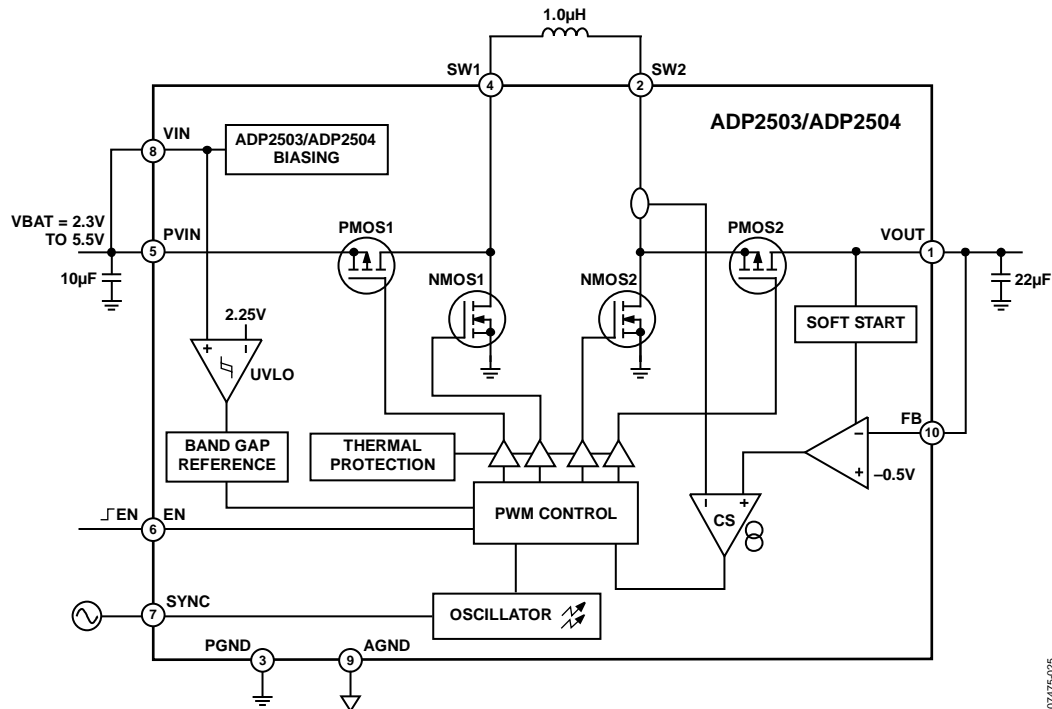 1.0µH
SW1
SW2
4
2
ADP2503/ADP2504
VIN
8
ADP2503/ADP2504
BIASING
VBAT = 2.3V
TO 5.5V
PVIN
5
PMOS1
PMOS2
VOUT
1
10µF
NMOS1
NMOS2
22µF
2.25V
SOFT START
+
–
UVLO
FB
10
BAND GAP
REFERENCE
THERMAL
PROTECTION
–
+
–0.5V
PWM CONTROL
–
+
CS
EN
EN
6
SYNC
7
OSCILLATOR
PGND
3
AGND
9
07475-025